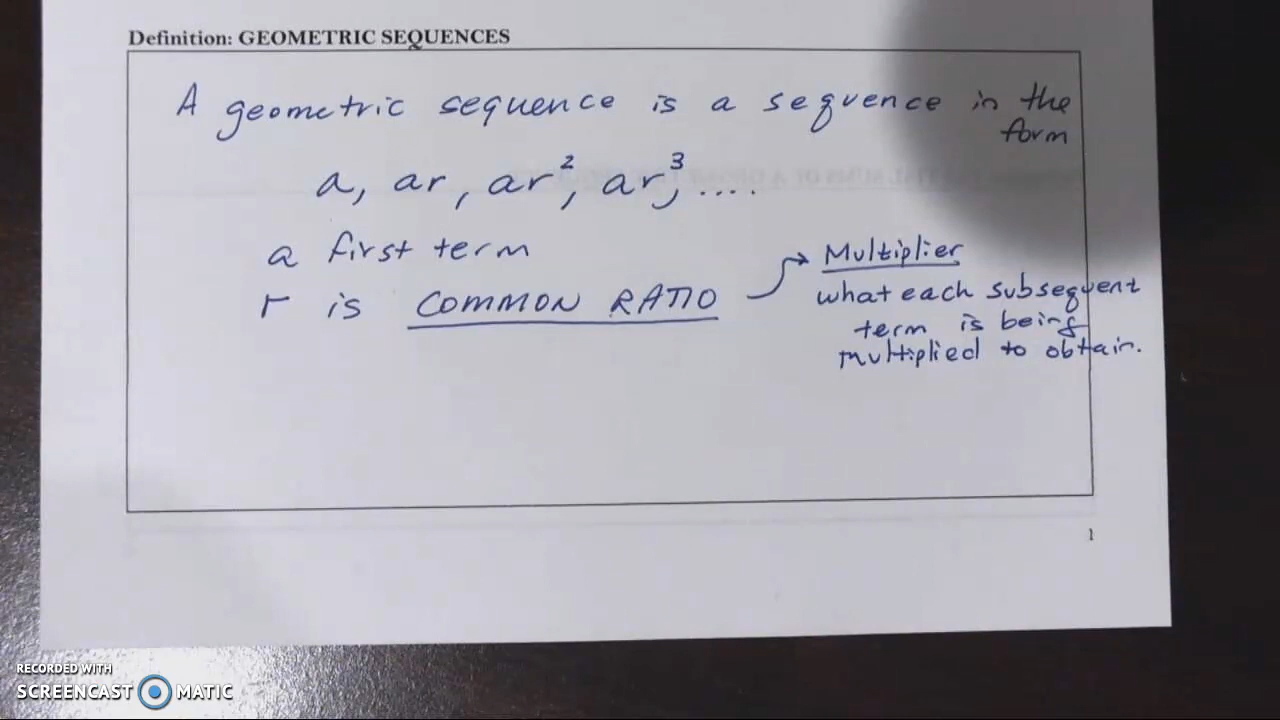 Definition: GEOMETRIC SEQUENCES
A geometric sequence is a sequence in the
form
a, ar, ar², ar³, ....
a first term
r is COMMON RATIO
Multiplier
what each subsequent
term is being
multiplied to obtain.
1
RECORDED WITH
SCREENCAST MATIC